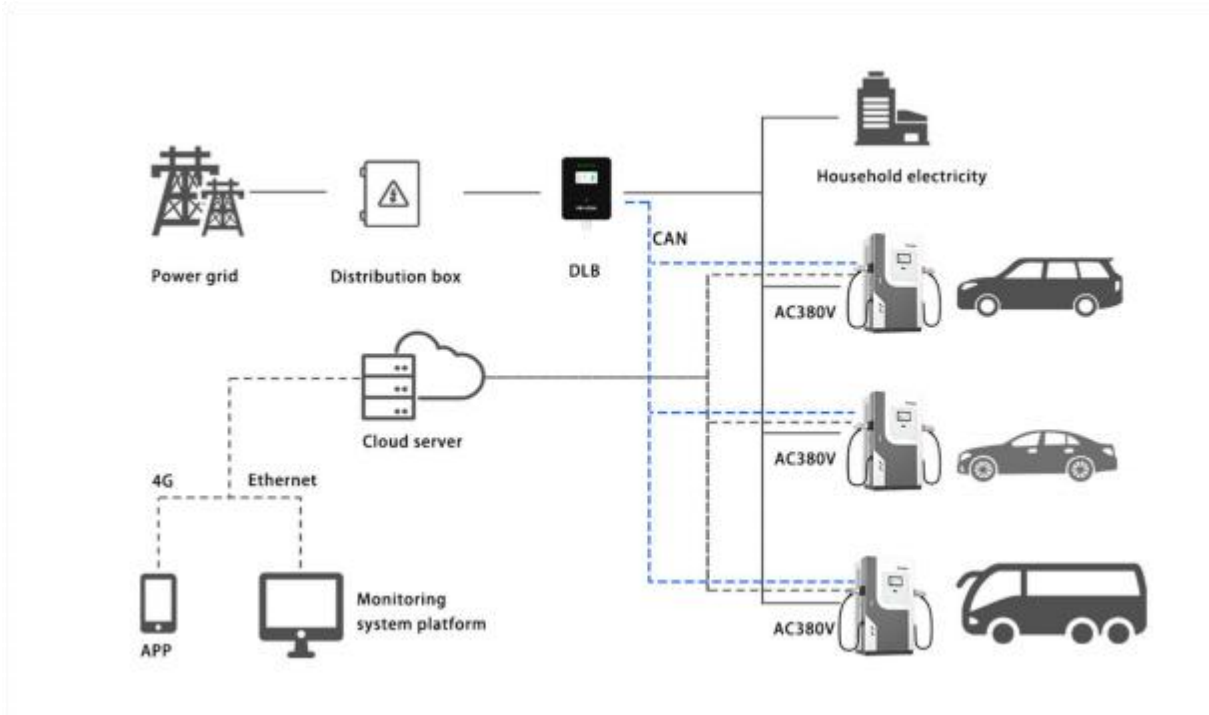 Household electricity
CAN
Power grid
Distribution box
DLB
AC380V
Cloud server
AC380V
4G
Ethernet
Monitoring
system platform
APP
AC380V